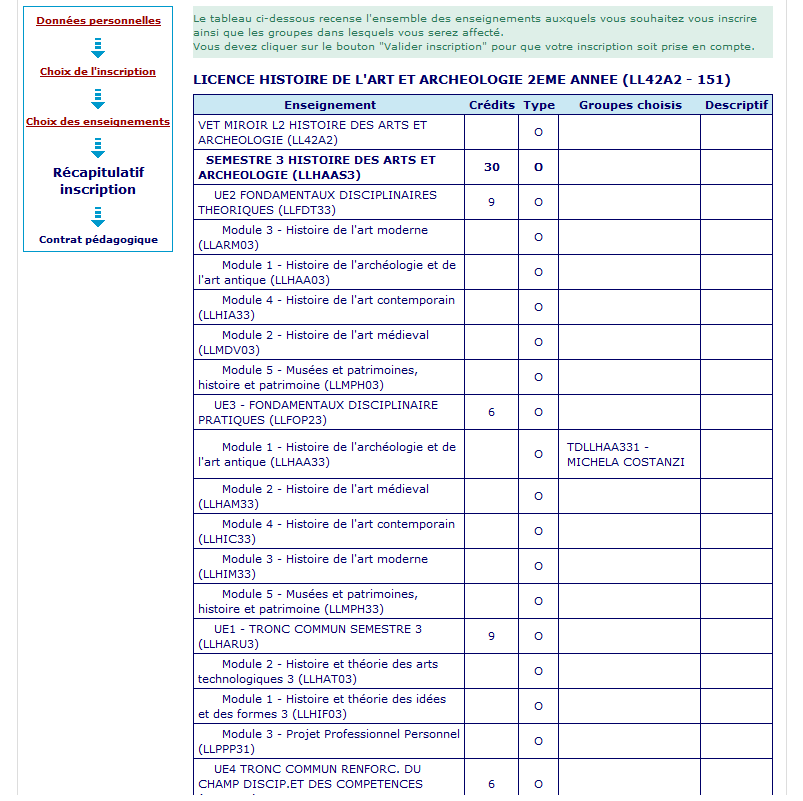 Données personnelles
Choix de l'inscription
Choix des enseignements
Récapitulatif
inscription
Contrat pédagogique
Le tableau ci-dessous recense l'ensemble des enseignements auxquels vous souhaitez vous inscrire
ainsi que les groupes dans lesquels vous serez affecté.
Vous devez cliquer sur le bouton "Valider inscription" pour que votre inscription soit prise en compte.
LICENCE HISTOIRE DE L'ART ET ARCHEOLOGIE 2EME ANNEE (LL42A2 - 151)
Enseignement Crédits Type Groupes choisis Descriptif
VET MIROIR L2 HISTOIRE DES ARTS ET
ARCHEOLOGIE (LL42A2) O
SEMESTRE 3 HISTOIRE DES ARTS ET
ARCHEOLOGIE (LLHAAS3) 30 O
UE2 FONDAMENTAUX DISCIPLINAIRES
THEORIQUES (LLFDT33) 9 O
Module 3 - Histoire de l'art moderne
(LLARM03) O
Module 1 - Histoire de l'archéologie et de
l'art antique (LLHAA03) O
Module 4 - Histoire de l'art contemporain
(LLHIA33) O
Module 2 - Histoire de l'art médieval
(LLMDV03) O
Module 5 - Musées et patrimoines,
histoire et patrimoine (LLMPH03) O
UE3 - FONDAMENTAUX DISCIPLINAIRE
PRATIQUES (LLFOP23) 6 O
Module 1 - Histoire de l'archéologie et de
l'art antique (LLHAA33) O TDLLHAA331 -
MICHELA COSTANZI
Module 2 - Histoire de l'art médieval
(LLHAM33) O
Module 4 - Histoire de l'art contemporain
(LLHIC33) O
Module 3 - Histoire de l'art moderne
(LLHIM33) O
Module 5 - Musées et patrimoines,
histoire et patrimoine (LLMPH33) O
UE1 - TRONC COMMUN SEMESTRE 3
(LLHARU3) 9 O
Module 2 - Histoire et théorie des arts
technologiques 3 (LLHAT03) O
Module 1 - Histoire et théorie des idées
et des formes 3 (LLHIF03) O
Module 3 - Projet Professionnel Personnel
(LLPPP31) O
UE4 TRONC COMMUN RENFORC. DU
CHAMP DISCIP.ET DES COMPETENCES 6 O